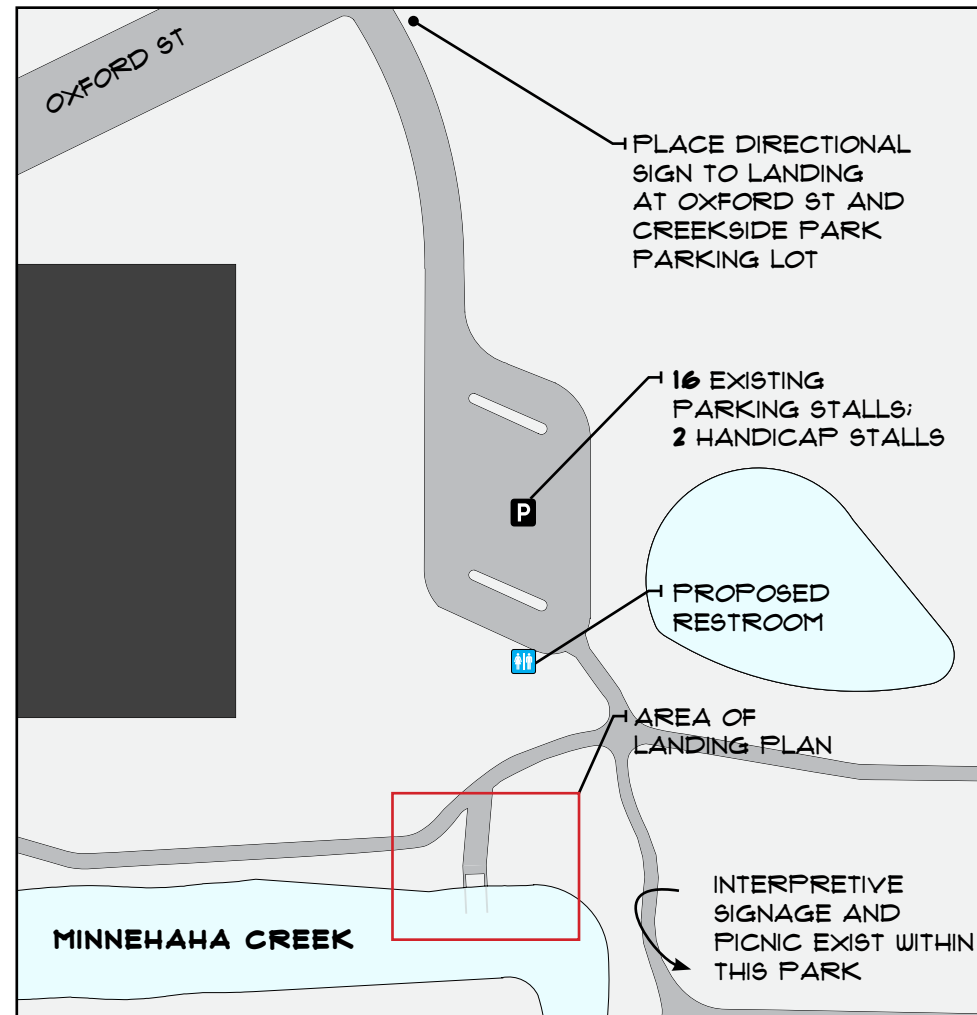 OXFORD ST
PLACE DIRECTIONAL
SIGN TO LANDING
AT OXFORD ST AND
CREEKSIDE PARK
PARKING LOT
16 EXISTING
PARKING STALLS;
2 HANDICAP STALLS
P
PROPOSED
RESTROOM
AREA OF
LANDING PLAN
INTERPRETIVE
SIGNAGE AND
PICNIC EXIST WITHIN
THIS PARK
MINNEHAHA CREEK